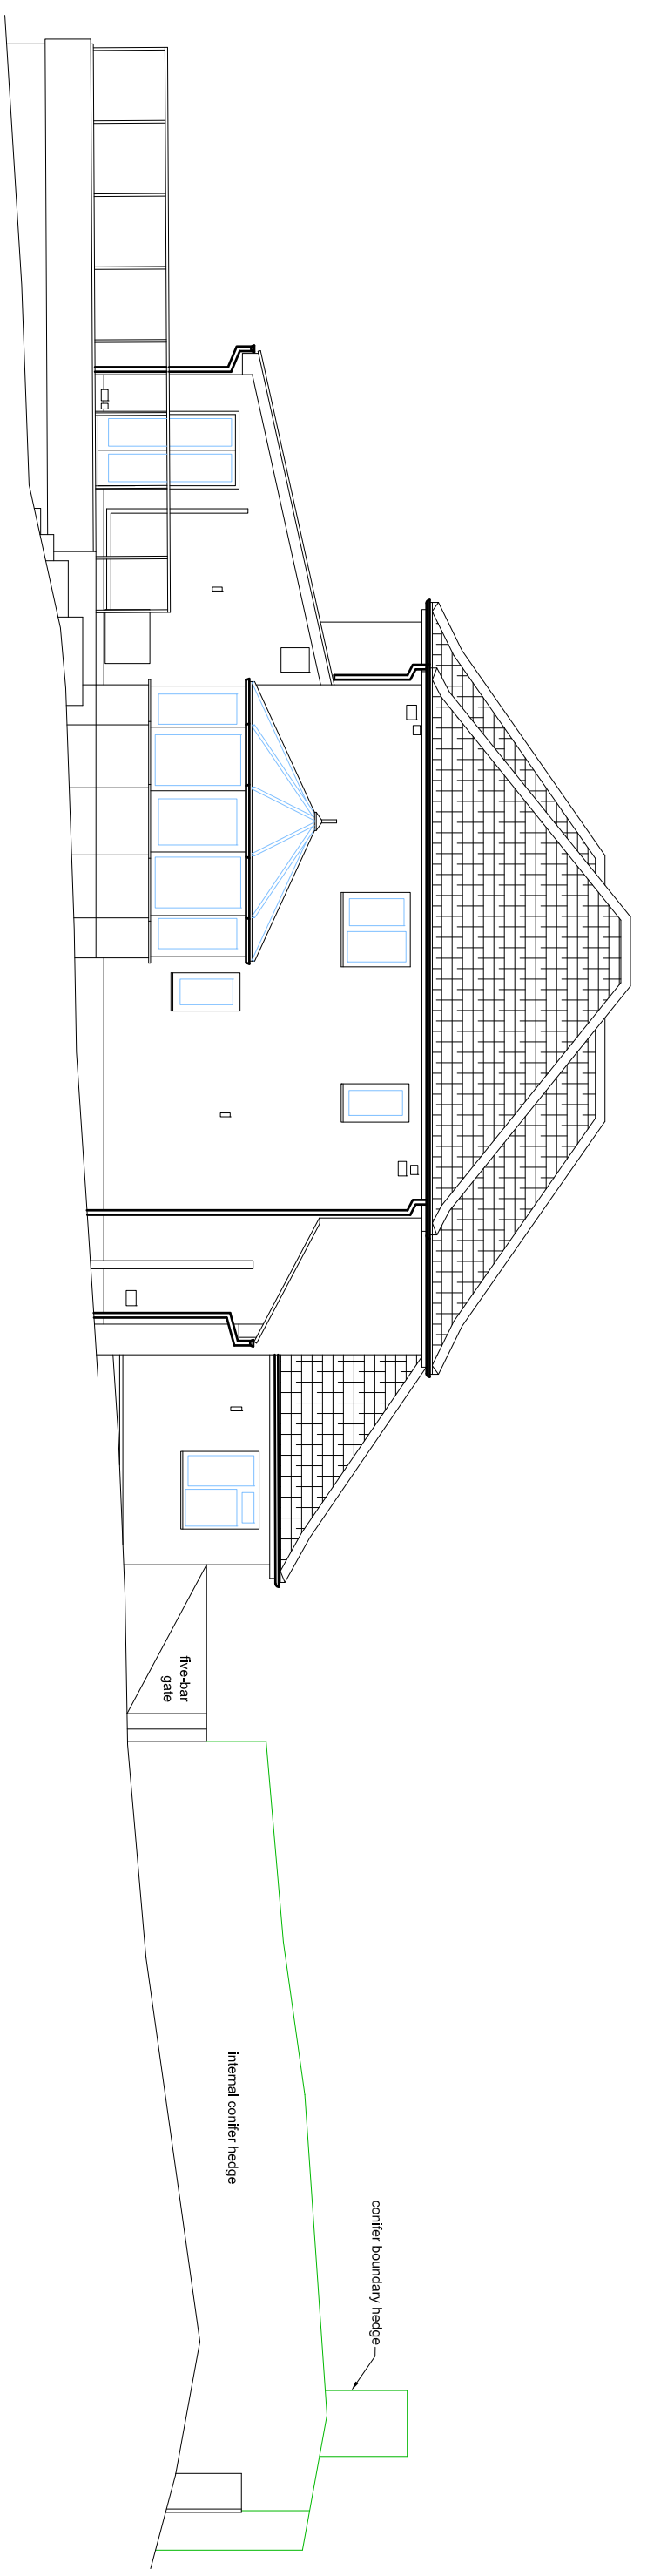 five-bar
gate
internal conifer hedge
conifer boundary hedge